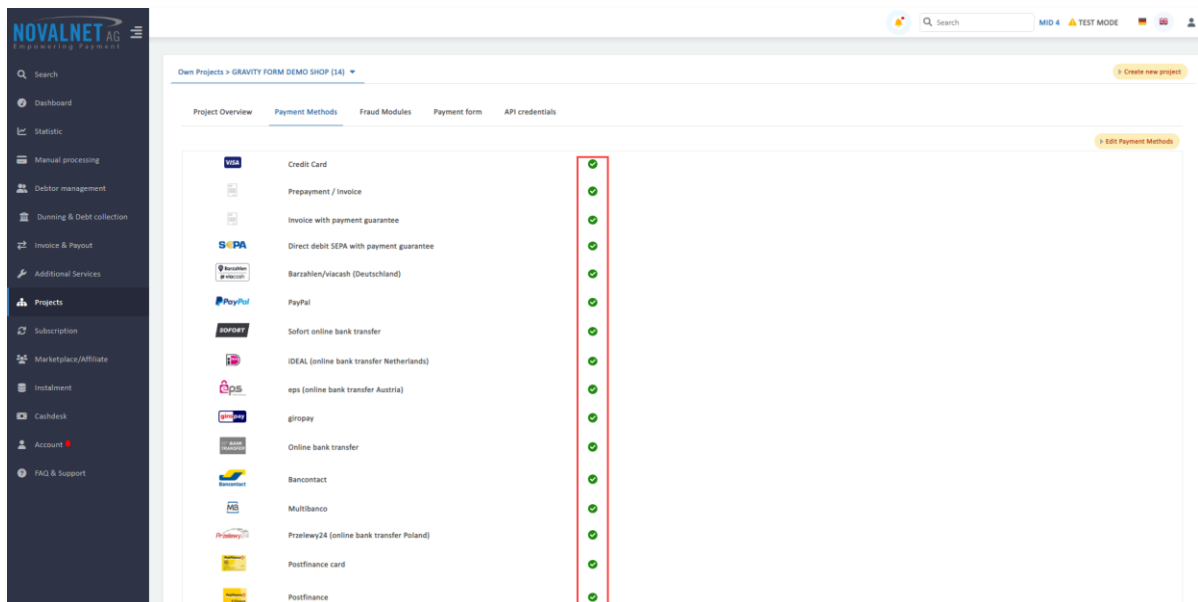 NOVALNET AG
Empowering Payment
Search
MID 4
TEST MODE
Search
Dashboard
Statistic
Manual processing
Debtor management
Dunning & Debt collection
Invoice & Payout
Additional Services
Projects
Subscription
Marketplace/Affiliate
Instalment
Cashdesk
Account
FAQ & Support
Own Projects > GRAVITY FORM DEMO SHOP (14)
Create new project
Project Overview
Payment Methods
Fraud Modules
Payment form
API credentials
Edit Payment Methods
VISA
Credit Card
Prepayment / Invoice
Invoice with payment guarantee
SEPA
Direct debit SEPA with payment guarantee
Barzahlen
viacash
Barzahlen/viacash (Deutschland)
PayPal
PayPal
SOFORT
Sofort online bank transfer
iDEAL (online bank transfer Netherlands)
eps
eps (online bank transfer Austria)
giropay
giropay
BANK
TRANSFER
Online bank transfer
Bancontact
Bancontact
MB
Multibanco
Przelewy24 (online bank transfer Poland)
Postfinance card
Postfinance